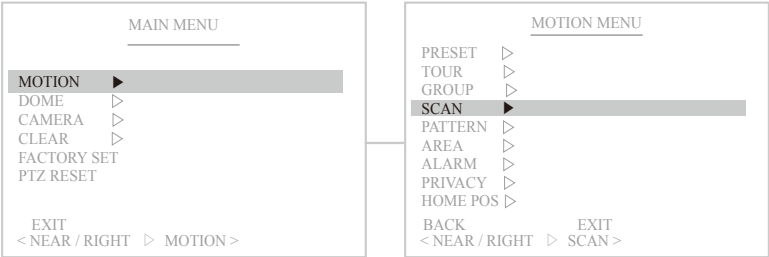 MAIN MENU
MOTION ▶
DOME ▷
CAMERA ▷
CLEAR ▷
FACTORY SET
PTZ RESET
EXIT
< NEAR / RIGHT ▷ MOTION >
MOTION MENU
PRESET ▷
TOUR ▷
GROUP ▷
SCAN ▶
PATTERN ▷
AREA ▷
ALARM ▷
PRIVACY ▷
HOME POS ▷
BACK EXIT
< NEAR / RIGHT ▷ SCAN >